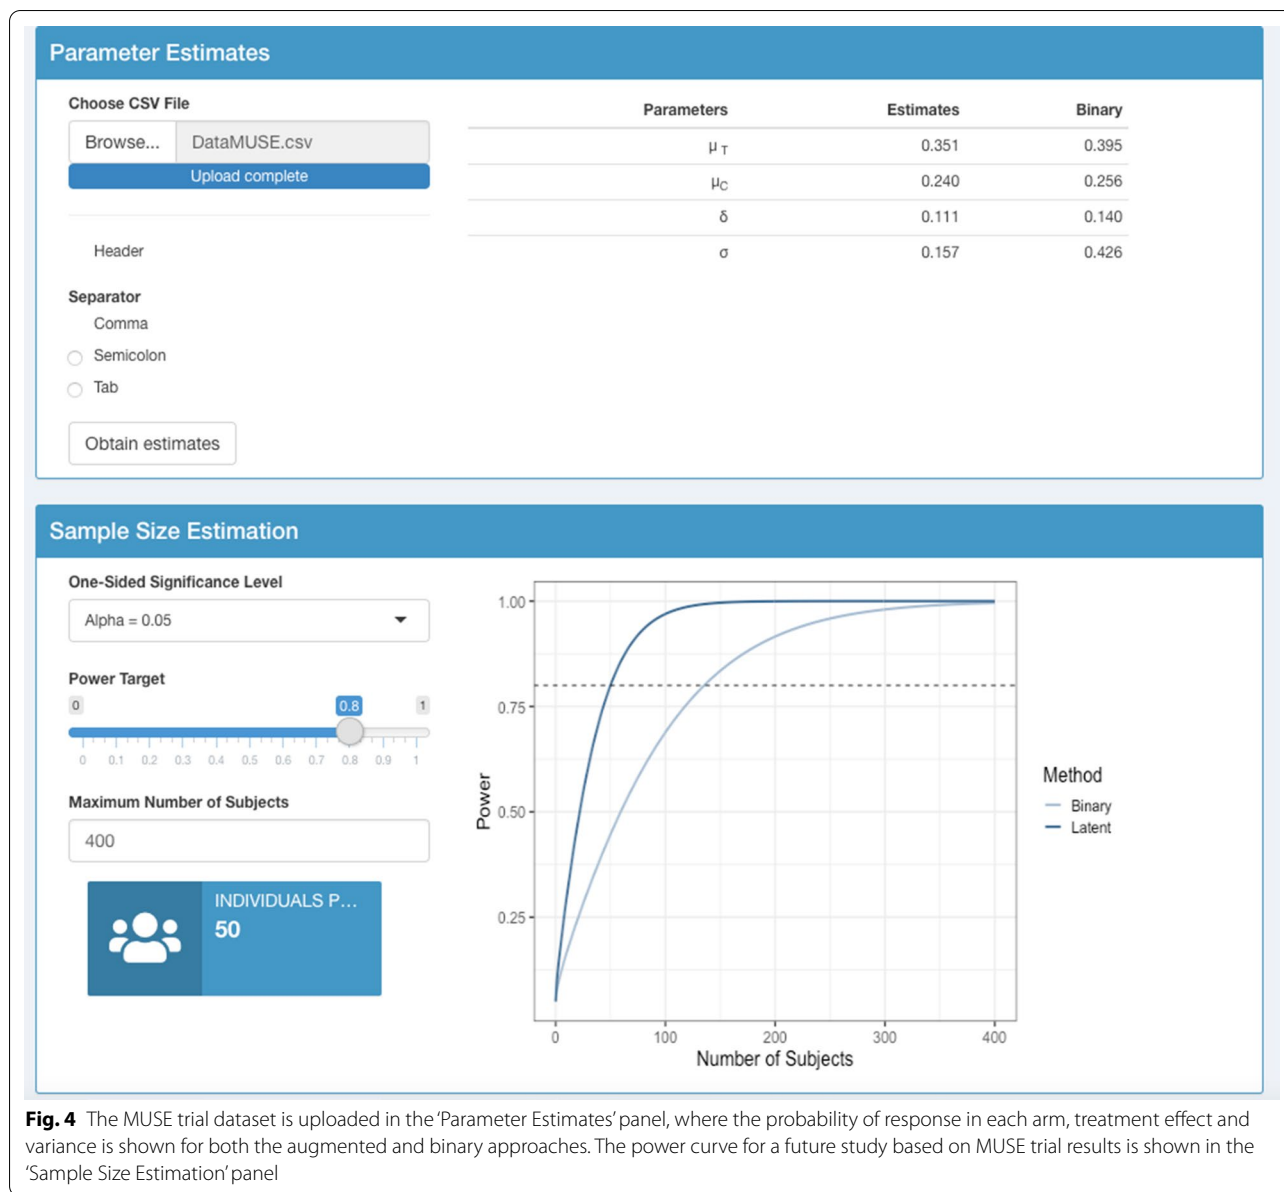 Parameter Estimates
Choose CSV File
Browse... DataMUSE.csv
Upload complete
Header
Separator
Comma
Semicolon
Tab
Obtain estimates
Parameters Estimates Binary
μ T 0.351 0.395
μC 0.240 0.256
δ 0.111 0.140
σ 0.157 0.426
Sample Size Estimation
One-Sided Significance Level
Alpha = 0.05
Power Target
0 0.8 1
0 0.1 0.2 0.3 0.4 0.5 0.6 0.7 0.8 0.9 1
Maximum Number of Subjects
400
INDIVIDUALS P...
50
Power
1.00
0.75
0.50
0.25
0 100 200 300 400
Number of Subjects
Method
Binary
Latent
Fig. 4 The MUSE trial dataset is uploaded in the ‘Parameter Estimates’ panel, where the probability of response in each arm, treatment effect and
variance is shown for both the augmented and binary approaches. The power curve for a future study based on MUSE trial results is shown in the
‘Sample Size Estimation’ panel